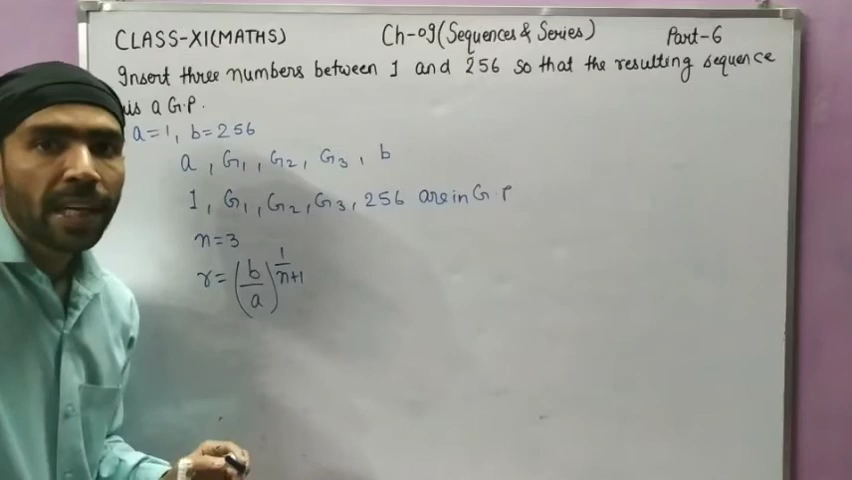 CLASS-XI(MATHS) Ch-09(Sequences & Series) Part-6
Insert three numbers between 1 and 256 so that the resulting sequence
is a G.P.
a=1, b=256
a, G₁, G₂, G₃, b
1, G₁, G₂, G₃, 256 are in G.P
n=3
r=(b/a)^(1/n+1)